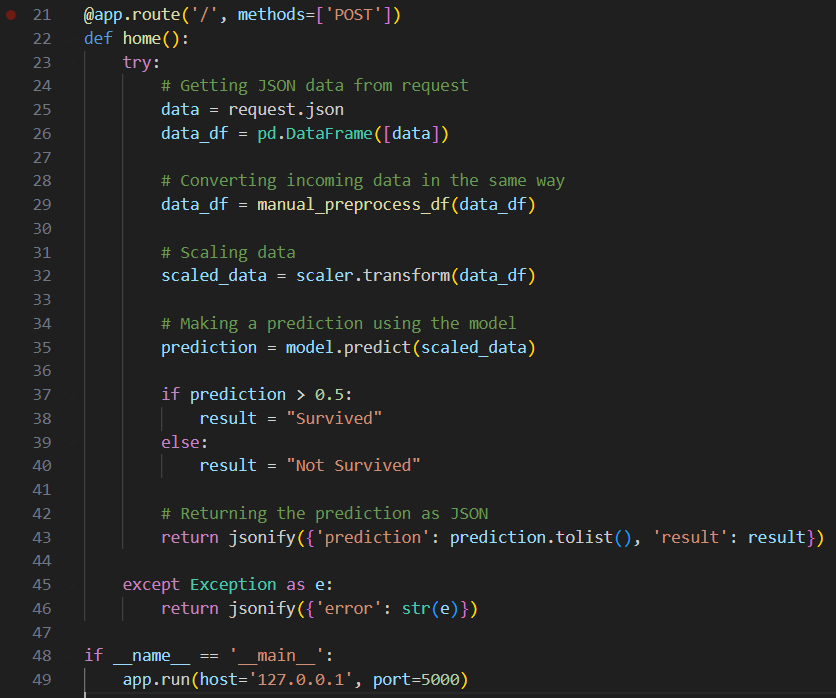 21 @app.route('/', methods=['POST'])
22 def home():
23     try:
24         # Getting JSON data from request
25         data = request.json
26         data_df = pd.DataFrame([data])
27
28         # Converting incoming data in the same way
29         data_df = manual_preprocess_df(data_df)
30
31         # Scaling data
32         scaled_data = scaler.transform(data_df)
33
34         # Making a prediction using the model
35         prediction = model.predict(scaled_data)
36
37         if prediction > 0.5:
38             result = "Survived"
39         else:
40             result = "Not Survived"
41
42         # Returning the prediction as JSON
43         return jsonify({'prediction': prediction.tolist(), 'result': result})
44
45     except Exception as e:
46         return jsonify({'error': str(e)})
47
48 if __name__ == '__main__':
49     app.run(host='127.0.0.1', port=5000)